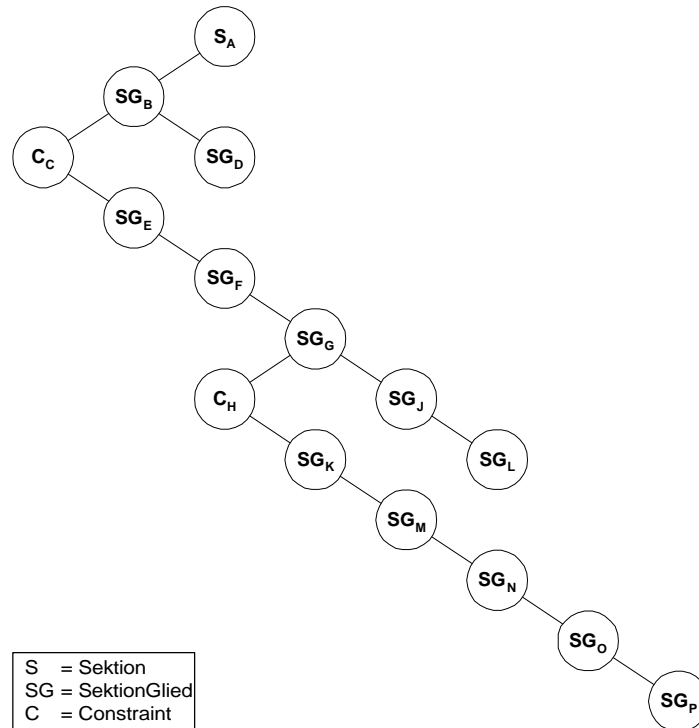 S_A
SG_B
C_C
SG_D
SG_E
SG_F
SG_G
C_H
SG_J
SG_K
SG_L
SG_M
SG_N
SG_O
SG_P
S = Sektion
SG = SektionGlied
C = Constraint